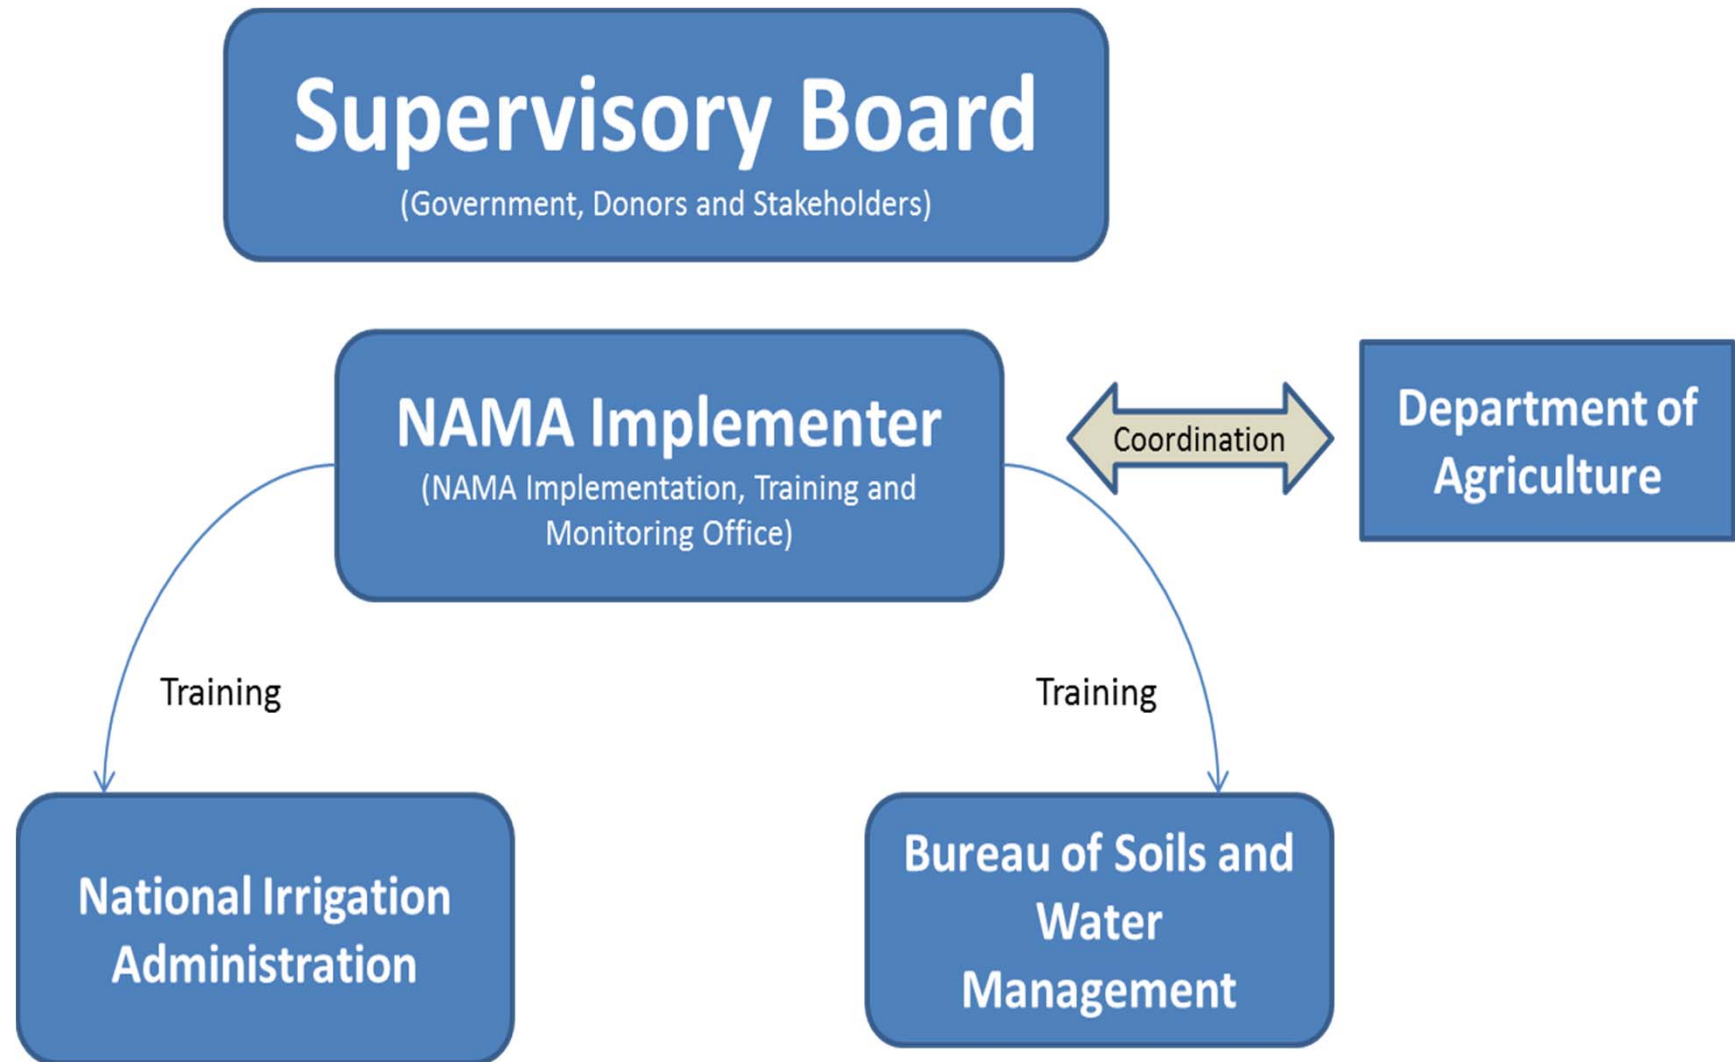 Supervisory Board
(Government, Donors and Stakeholders)
NAMA Implementer
(NAMA Implementation, Training and
Monitoring Office)
Coordination
Department of
Agriculture
Training
Training
National Irrigation
Administration
Bureau of Soils and
Water
Management